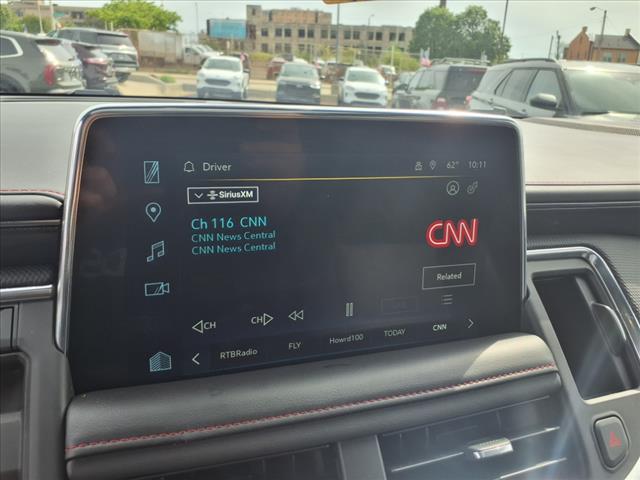 Driver
62° 10:11
SiriusXM
Ch 116 CNN
CNN News Central
CNN News Central
CNN
Related
CH CH
RTBRadio FLY Howrd100 TODAY CNN